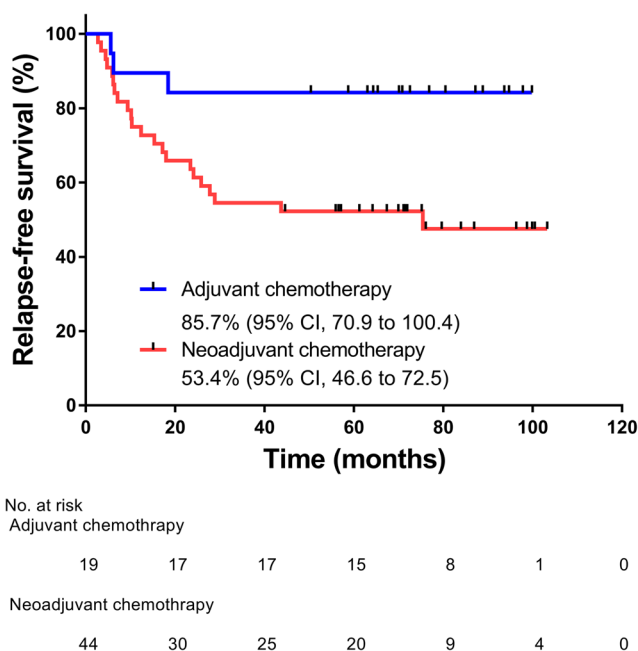 Relapse-free survival (%)
100
80
60
40
20
0
Adjuvant chemotherapy
85.7% (95% CI, 70.9 to 100.4)
Neoadjuvant chemotherapy
53.4% (95% CI, 46.6 to 72.5)
0 20 40 60 80 100 120
Time (months)
No. at risk
Adjuvant chemothrapy
19 17 17 15 8 1 0
Neoadjuvant chemothrapy
44 30 25 20 9 4 0